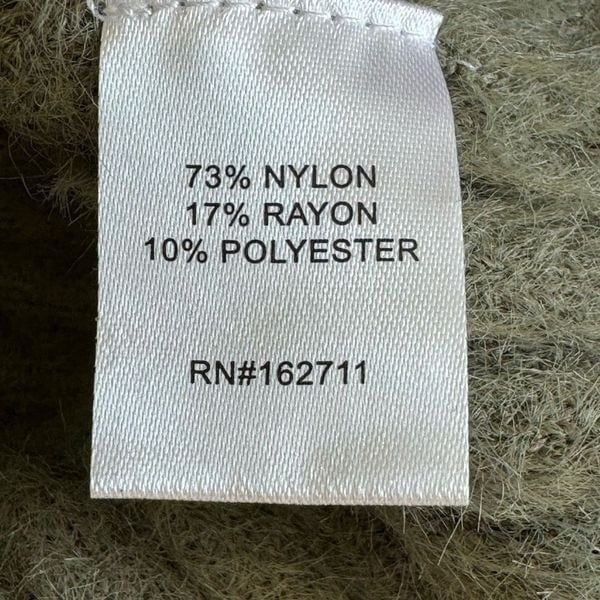 73% NYLON
17% RAYON
10% POLYESTER
RN#162711